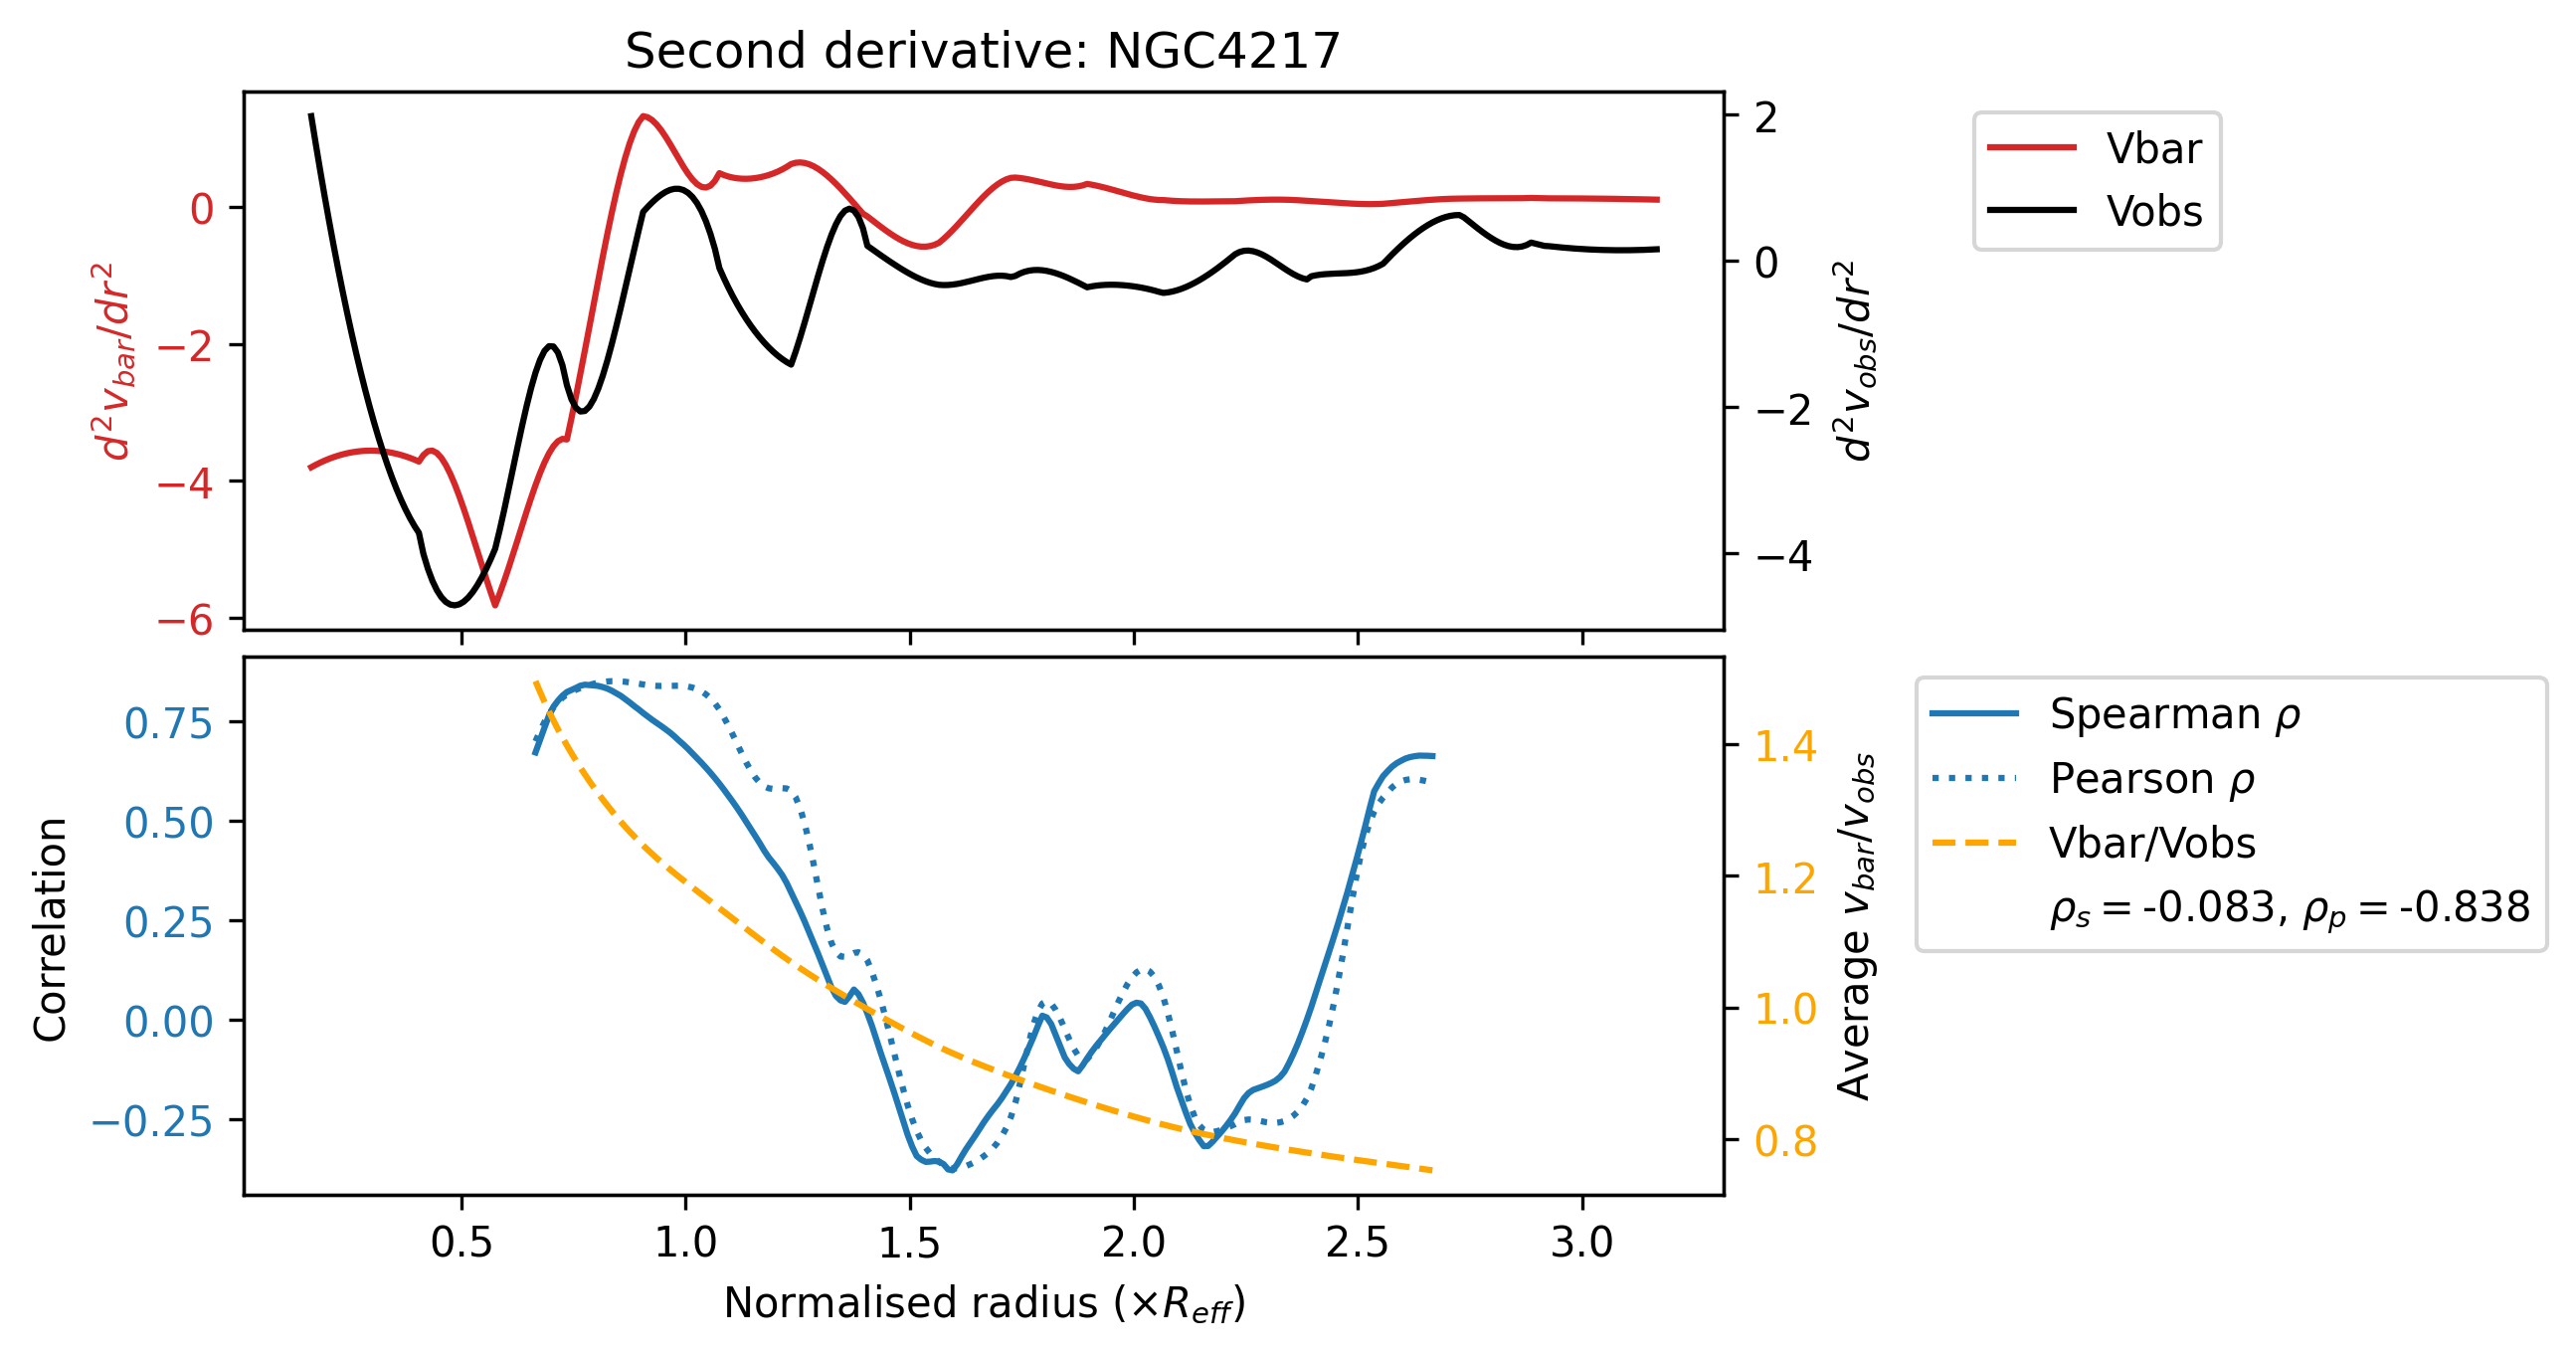 Second derivative: NGC4217
d²v_bar/dr²
0
−2
−4
−6
2
0
−2
−4
d²v_obs/dr²
Vbar
Vobs
Correlation
0.75
0.50
0.25
0.00
−0.25
1.4
1.2
1.0
0.8
Average v_bar/v_obs
Spearman ρ
Pearson ρ
Vbar/Vobs
ρ_s = -0.083, ρ_p = -0.838
0.5 1.0 1.5 2.0 2.5 3.0
Normalised radius (×R_eff)